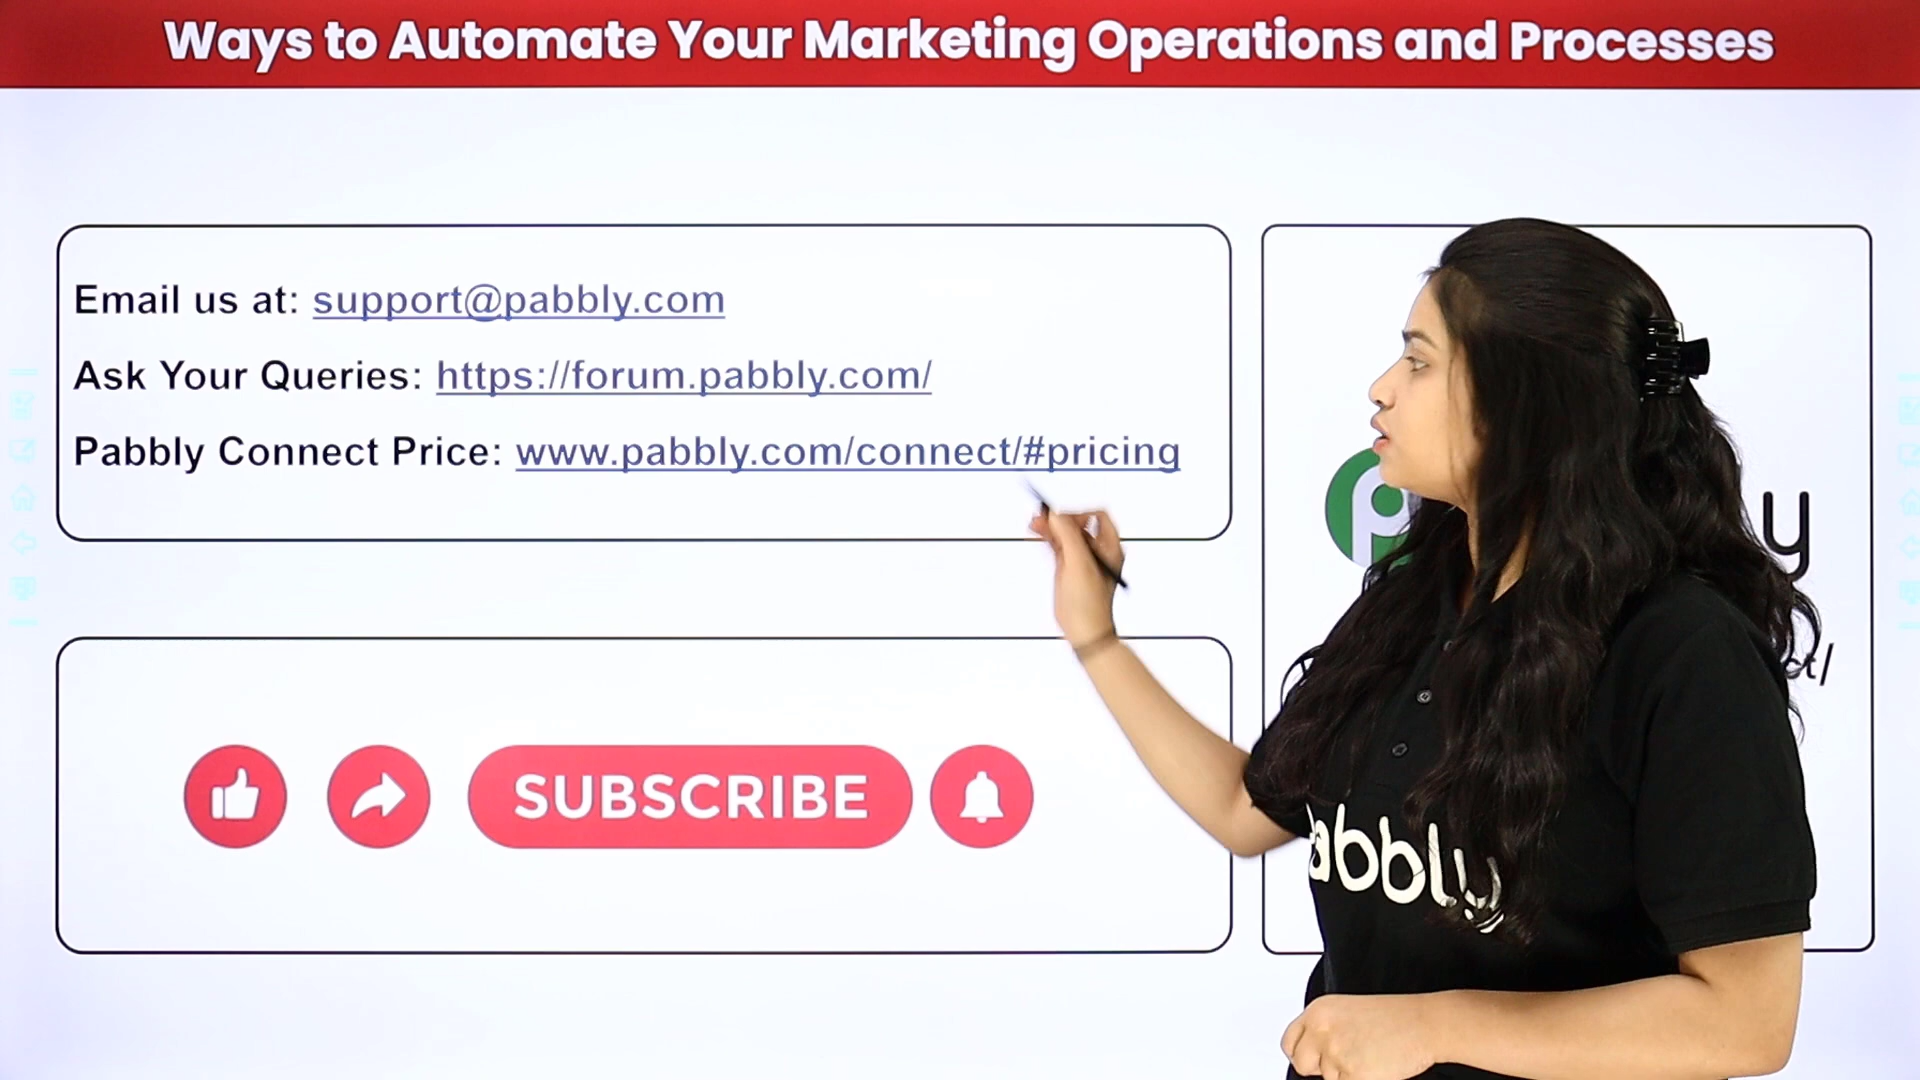 Ways to Automate Your Marketing Operations and Processes
Email us at: support@pabbly.com
Ask Your Queries: https://forum.pabbly.com/
Pabbly Connect Price: www.pabbly.com/connect/#pricing
SUBSCRIBE
pabbly